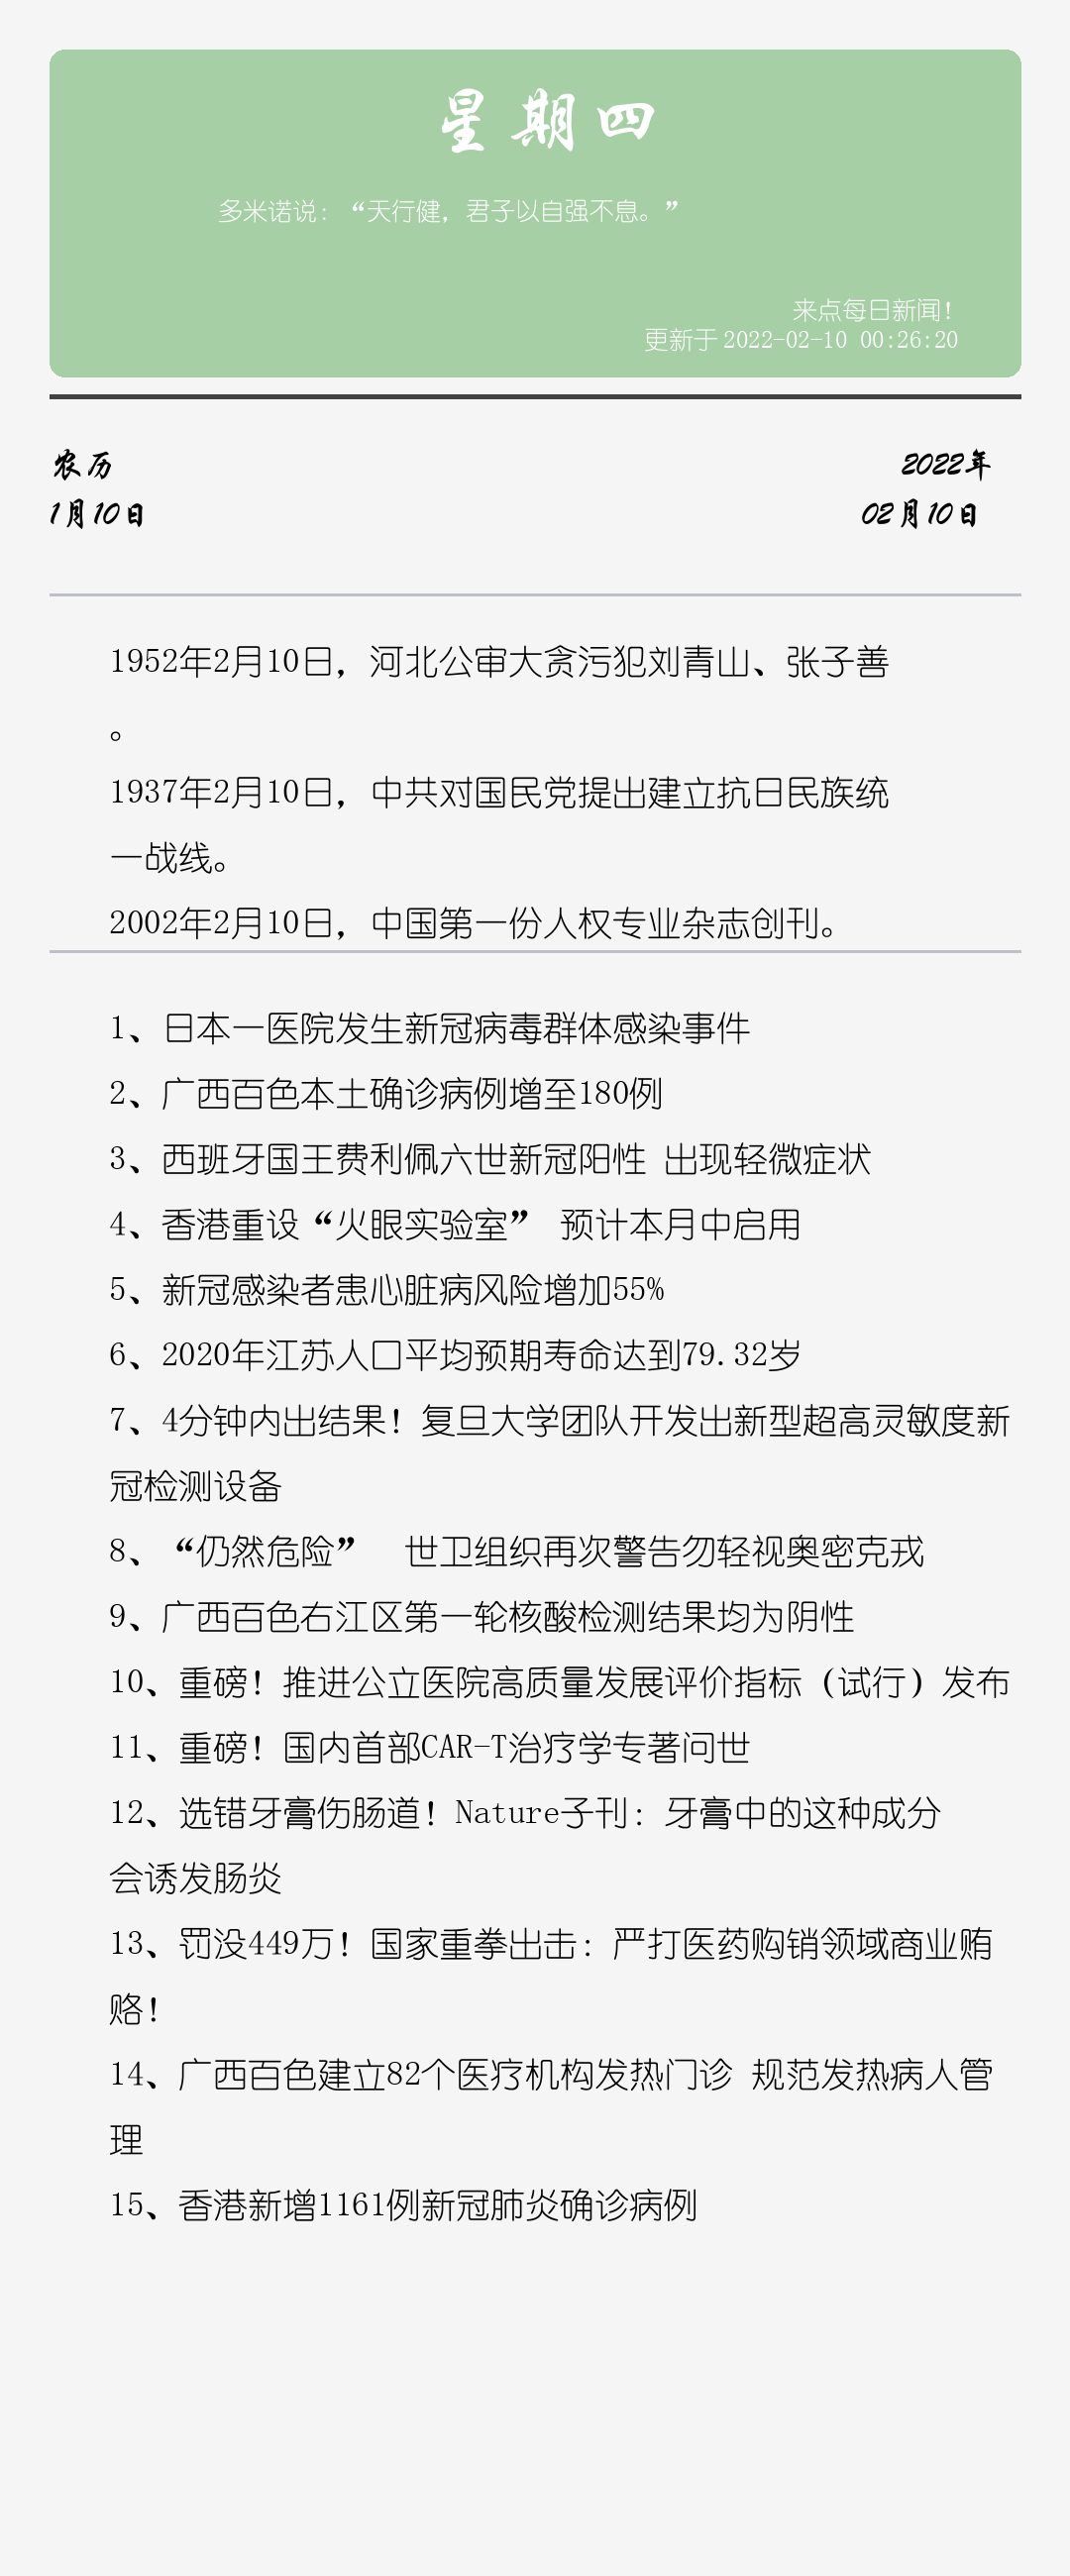 星期四
多米诺说：“天行健，君子以自强不息。”
来点每日新闻！
更新于 2022-02-10 00:26:20
农历
2022年
1月10日
02月10日
1952年2月10日，河北公审大贪污犯刘青山、张子善
。
1937年2月10日，中共对国民党提出建立抗日民族统
一战线。
2002年2月10日，中国第一份人权专业杂志创刊。
1、日本一医院发生新冠病毒群体感染事件
2、广西百色本土确诊病例增至180例
3、西班牙国王费利佩六世新冠阳性 出现轻微症状
4、香港重设“火眼实验室” 预计本月中启用
5、新冠感染者患心脏病风险增加55%
6、2020年江苏人口平均预期寿命达到79.32岁
7、4分钟内出结果！复旦大学团队开发出新型超高灵敏度新
冠检测设备
8、“仍然危险”　世卫组织再次警告勿轻视奥密克戎
9、广西百色右江区第一轮核酸检测结果均为阴性
10、重磅！推进公立医院高质量发展评价指标（试行）发布
11、重磅！国内首部CAR-T治疗学专著问世
12、选错牙膏伤肠道！Nature子刊：牙膏中的这种成分
会诱发肠炎
13、罚没449万！国家重拳出击：严打医药购销领域商业贿
赂！
14、广西百色建立82个医疗机构发热门诊 规范发热病人管
理
15、香港新增1161例新冠肺炎确诊病例